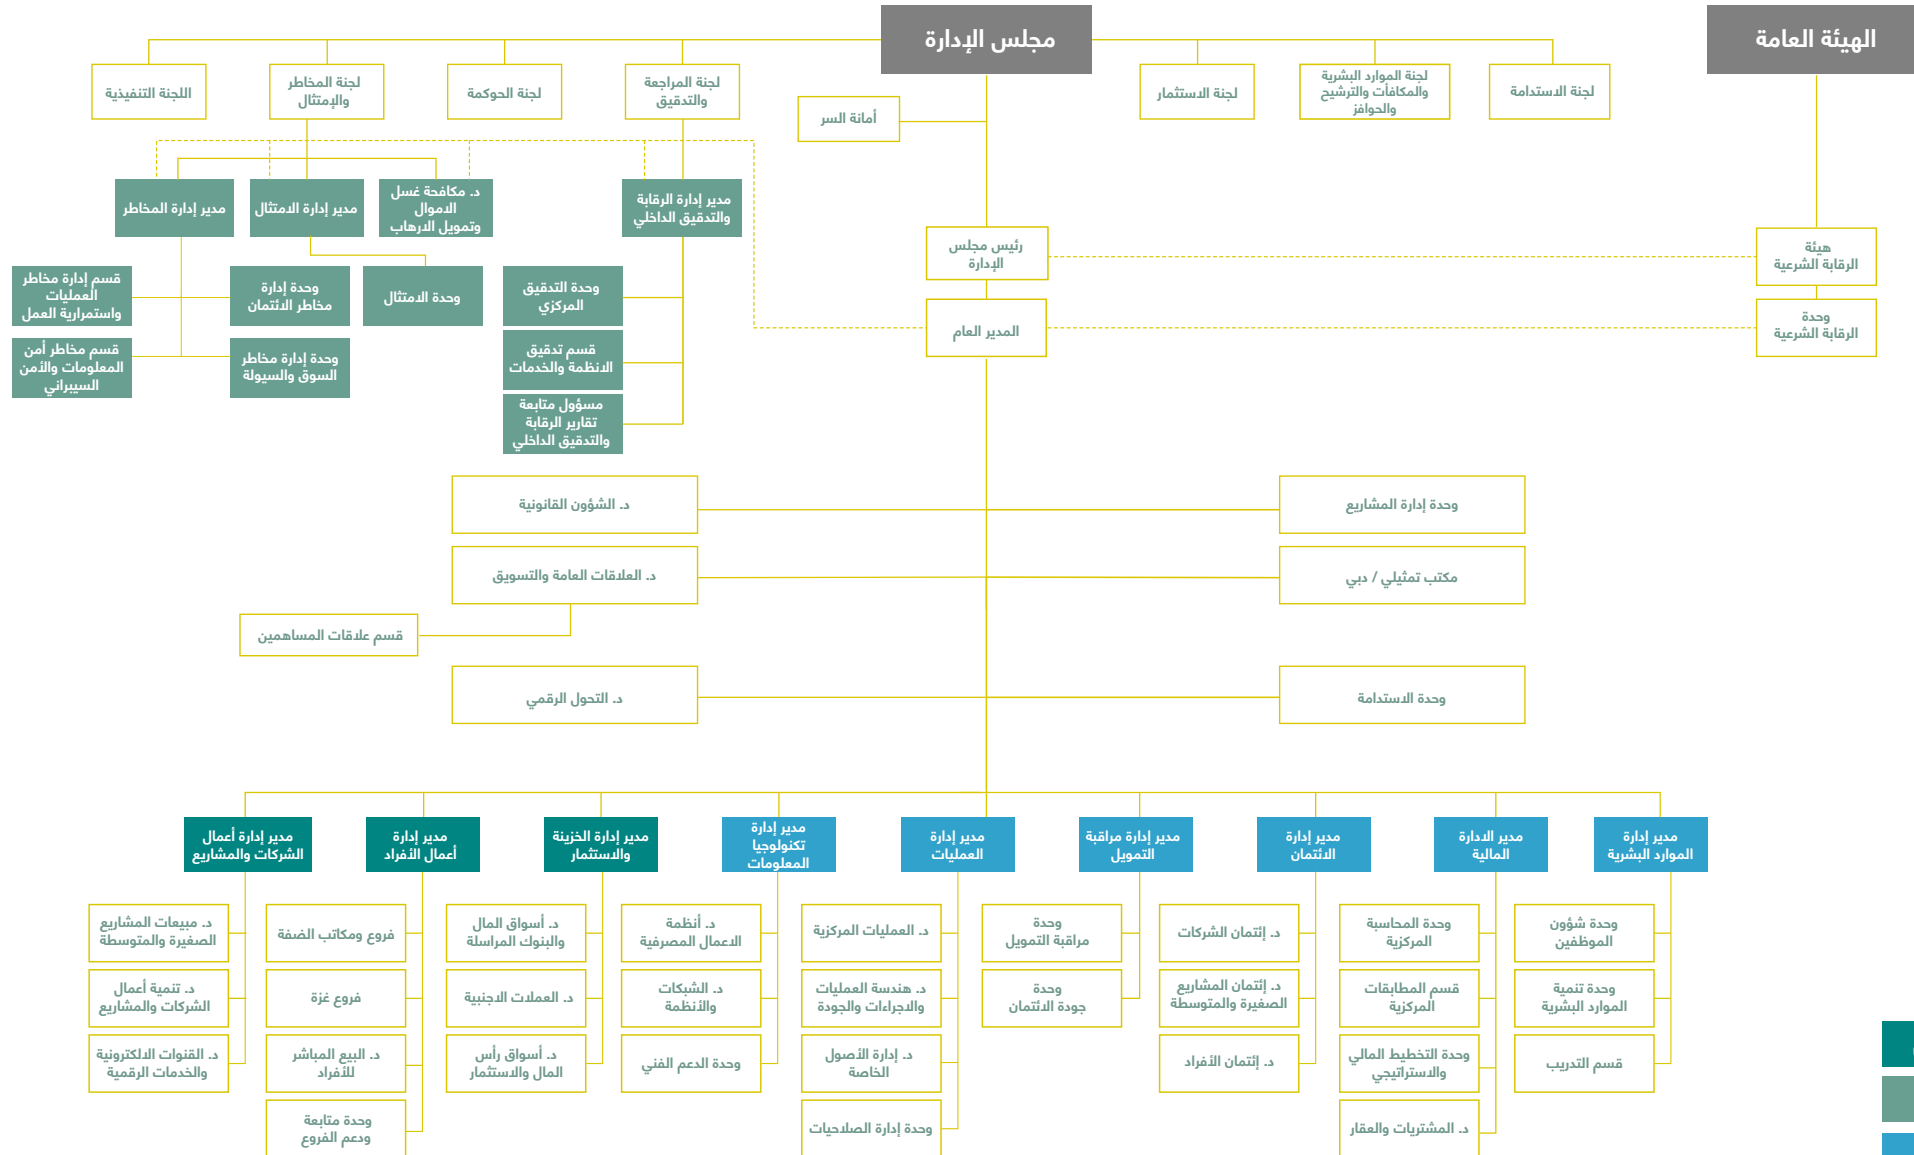 الهيئة العامة
مجلس الإدارة
لجنة الاستدامة
لجنة الموارد البشرية
والمكافآت والترشيح
والحوافز
لجنة الاستثمار
لجنة المراجعة
والتدقيق
لجنة الحوكمة
لجنة المخاطر
والإمتثال
اللجنة التنفيذية
أمانة السر
مدير إدارة الرقابة
والتدقيق الداخلي
د. مكافحة غسل
الاموال
وتمويل الارهاب
مدير إدارة الامتثال
مدير إدارة المخاطر
هيئة
الرقابة الشرعية
رئيس مجلس
الإدارة
وحدة
الرقابة الشرعية
المدير العام
وحدة التدقيق
المركزي
وحدة الامتثال
وحدة إدارة
مخاطر الائتمان
قسم إدارة مخاطر
العمليات
واستمرارية العمل
قسم تدقيق
الانظمة والخدمات
وحدة إدارة مخاطر
السوق والسيولة
قسم مخاطر أمن
المعلومات والأمن
السيبراني
مسؤول متابعة
تقارير الرقابة
والتدقيق الداخلي
وحدة إدارة المشاريع
د. الشؤون القانونية
مكتب تمثيلي / دبي
د. العلاقات العامة والتسويق
قسم علاقات المساهمين
وحدة الاستدامة
د. التحول الرقمي
مدير إدارة
الموارد البشرية
مدير الادارة
المالية
مدير إدارة
الائتمان
مدير إدارة مراقبة
التمويل
مدير إدارة
العمليات
مدير إدارة
تكنولوجيا
المعلومات
مدير إدارة الخزينة
والاستثمار
مدير إدارة
أعمال الأفراد
مدير إدارة أعمال
الشركات والمشاريع
وحدة شؤون
الموظفين
وحدة المحاسبة
المركزية
د. إئتمان الشركات
وحدة
مراقبة التمويل
د. العمليات المركزية
د. أنظمة
الاعمال المصرفية
د. أسواق المال
والبنوك المراسلة
فروع ومكاتب الضفة
د. مبيعات المشاريع
الصغيرة والمتوسطة
وحدة تنمية
الموارد البشرية
قسم المطابقات
المركزية
د. إئتمان المشاريع
الصغيرة والمتوسطة
وحدة
جودة الائتمان
د. هندسة العمليات
والاجراءات والجودة
د. الشبكات
والأنظمة
د. العملات الاجنبية
فروع غزة
د. تنمية أعمال
الشركات والمشاريع
قسم التدريب
وحدة التخطيط المالي
والاستراتيجي
د. إئتمان الأفراد
د. إدارة الأصول
الخاصة
وحدة الدعم الفني
د. أسواق رأس
المال والاستثمار
د. البيع المباشر
للأفراد
د. القنوات الالكترونية
والخدمات الرقمية
د. المشتريات والعقار
وحدة إدارة الصلاحيات
وحدة متابعة
ودعم الفروع